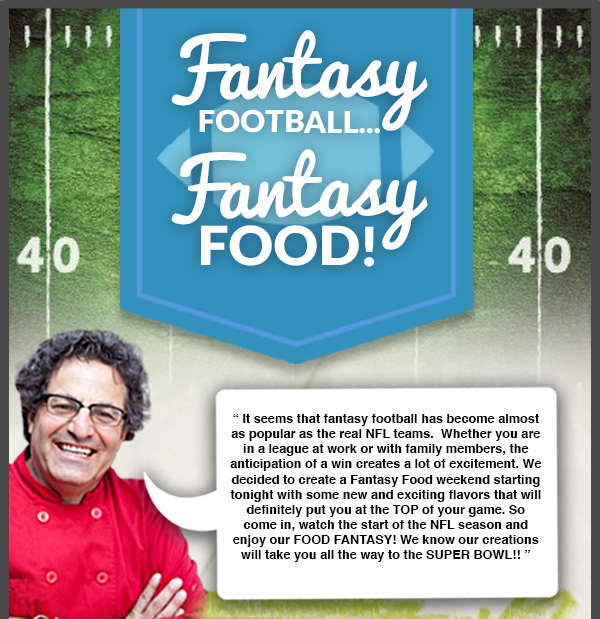 Fantasy
FOOTBALL...
Fantasy
FOOD!
40 40
“ It seems that fantasy football has become almost
as popular as the real NFL teams.  Whether you are
in a league at work or with family members, the
anticipation of a win creates a lot of excitement. We
decided to create a Fantasy Food weekend starting
tonight with some new and exciting flavors that will
definitely put you at the TOP of your game. So
come in, watch the start of the NFL season and
enjoy our FOOD FANTASY! We know our creations
will take you all the way to the SUPER BOWL!! ”